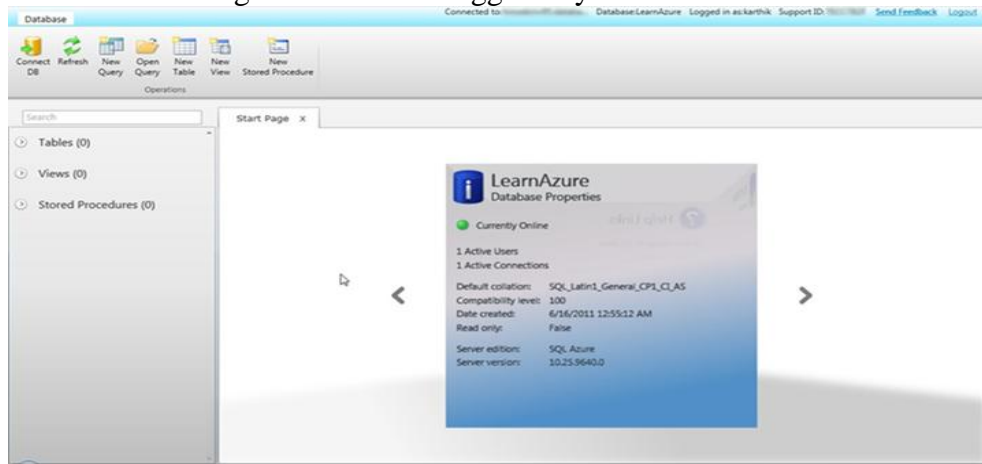 Database
Connected to: Database:LearnAzure Logged in as:karthik Support ID: Send Feedback Logout
Connect DB
Refresh
New Query
Open Query
New Table
New View
New Stored Procedure
Operations
Search
Start Page x
Tables (0)
Views (0)
Stored Procedures (0)
LearnAzure
Database Properties
Currently Online
1 Active Users
1 Active Connections
Default collation: SQL_Latin1_General_CP1_CI_AS
Compatibility level: 100
Date created: 6/16/2011 12:55:12 AM
Read only: False
Server edition: SQL Azure
Server version: 10.25.9640.0